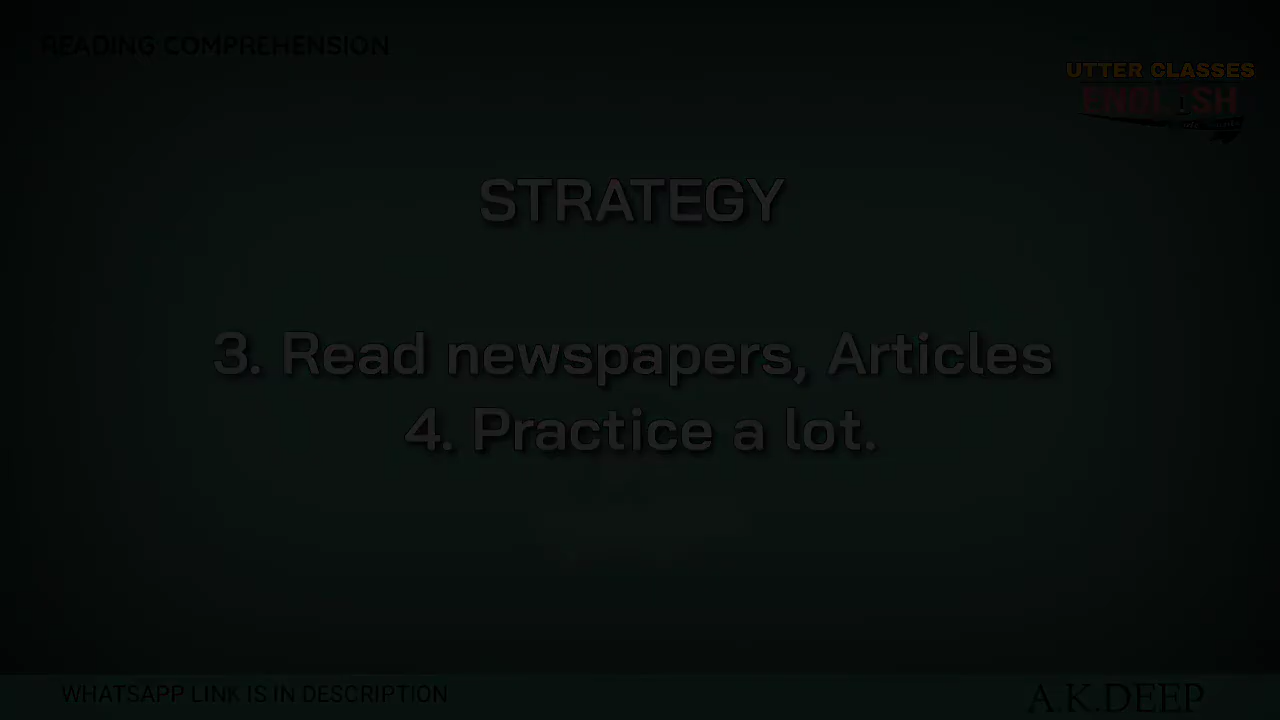 READING COMPREHENSION
UTTER CLASSES
ENGLISH
STRATEGY
3. Read newspapers, Articles
4. Practice a lot.
WHATSAPP LINK IS IN DESCRIPTION
A.K.DEEP